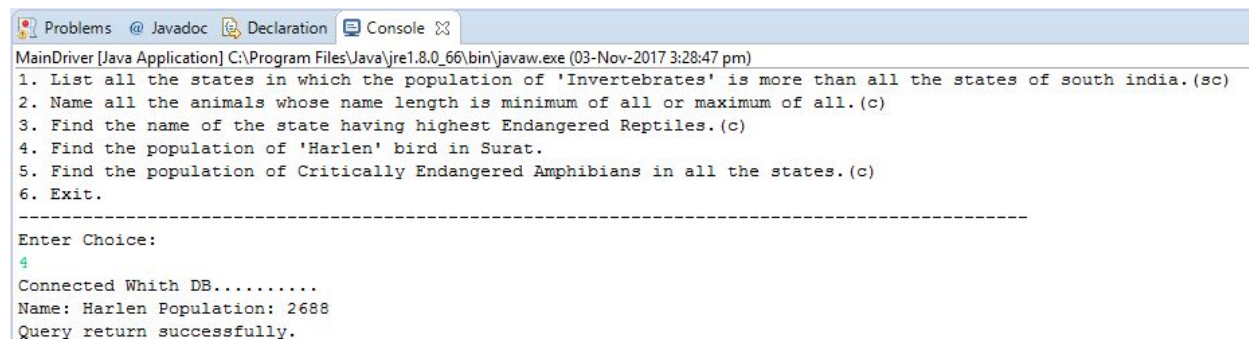 Problems @ Javadoc Declaration Console
MainDriver [Java Application] C:\Program Files\Java\jre1.8.0_66\bin\javaw.exe (03-Nov-2017 3:28:47 pm)
1. List all the states in which the population of 'Invertebrates' is more than all the states of south india.(sc)
2. Name all the animals whose name length is minimum of all or maximum of all.(c)
3. Find the name of the state having highest Endangered Reptiles.(c)
4. Find the population of 'Harlen' bird in Surat.
5. Find the population of Critically Endangered Amphibians in all the states.(c)
6. Exit.
-----------------------------------------------------------------------------------------------
Enter Choice:
4
Connected Whith DB..........
Name: Harlen Population: 2688
Query return successfully.